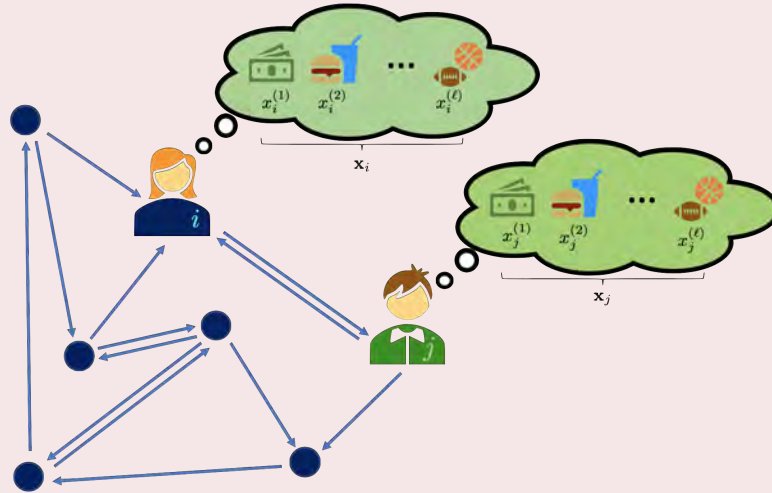 x_i^{(1)} x_i^{(2)} ... x_i^{(ℓ)}
𝐱_i
i
x_j^{(1)} x_j^{(2)} ... x_j^{(ℓ)}
𝐱_j
j